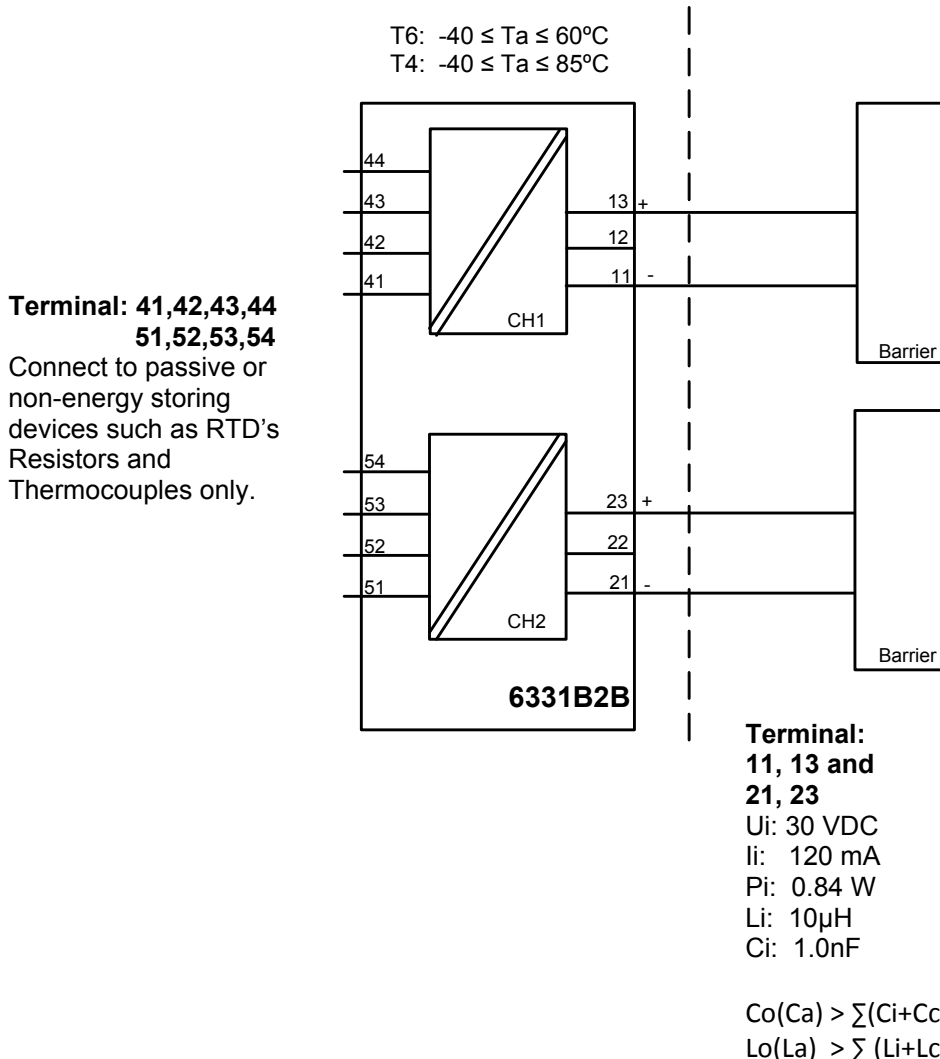 T6: -40 ≤ Ta ≤ 60ºC
T4: -40 ≤ Ta ≤ 85ºC
44
43
42
41
13 +
12
11 -
CH1
Barrier
Terminal: 41,42,43,44
51,52,53,54
Connect to passive or
non-energy storing
devices such as RTD's
Resistors and
Thermocouples only.
54
53
52
51
23 +
22
21 -
CH2
Barrier
6331B2B
Terminal:
11, 13 and
21, 23
Ui: 30 VDC
Ii: 120 mA
Pi: 0.84 W
Li: 10µH
Ci: 1.0nF
Co(Ca) > ∑(Ci+Cc
Lo(La) > ∑ (Li+Lc